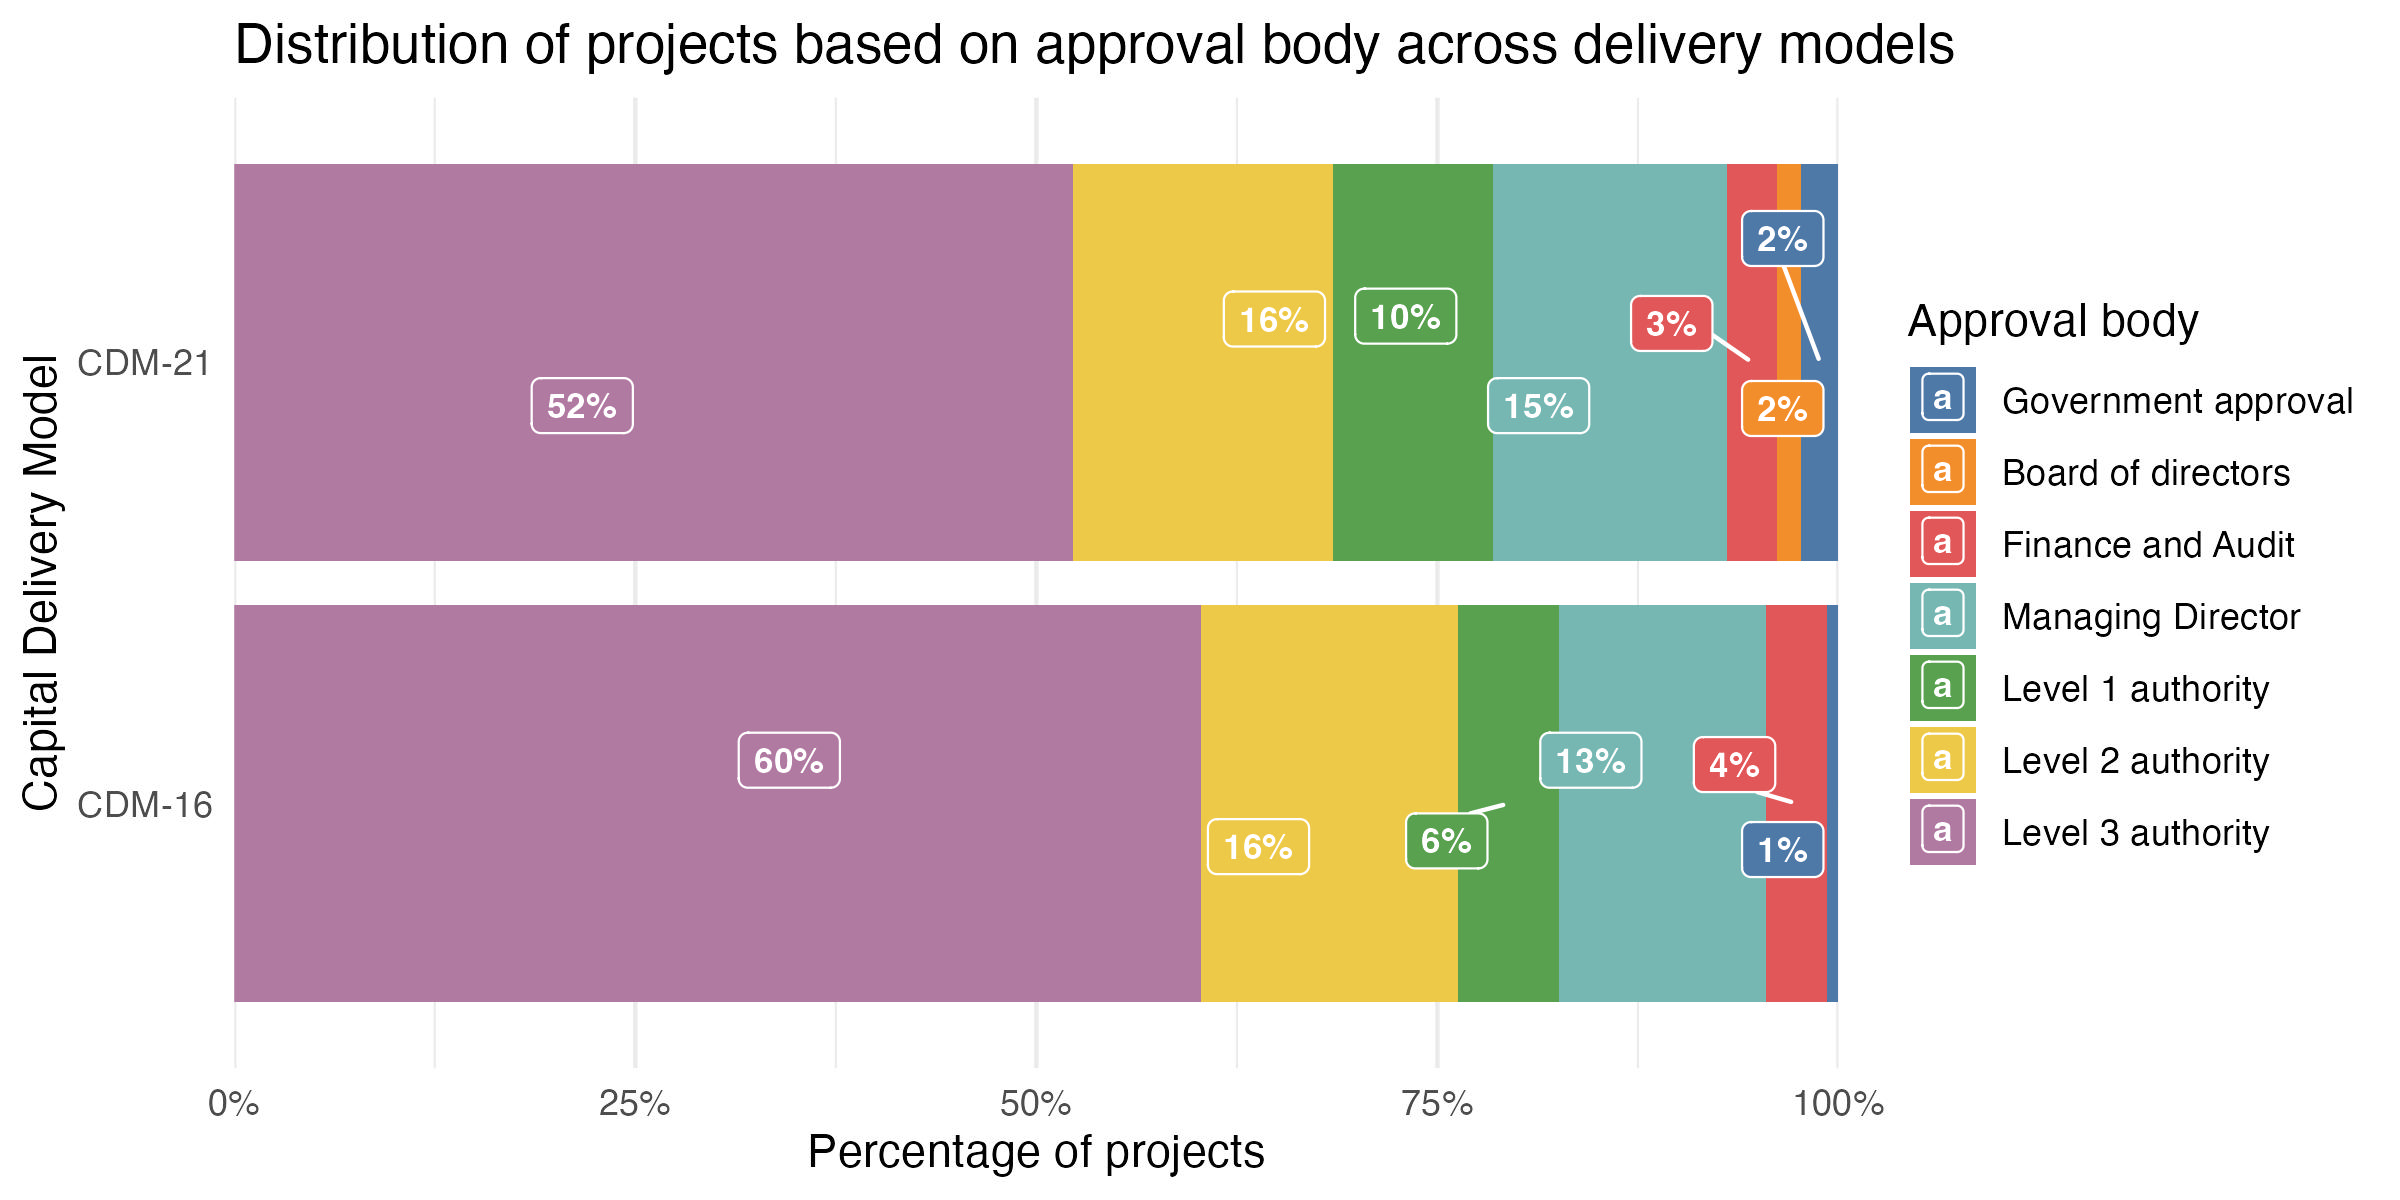 Distribution of projects based on approval body across delivery models
Capital Delivery Model
CDM-21
52%
16%
10%
15%
3%
2%
2%
CDM-16
60%
16%
6%
13%
4%
1%
0%
25%
50%
75%
100%
Percentage of projects
Approval body
a Government approval
a Board of directors
a Finance and Audit
a Managing Director
a Level 1 authority
a Level 2 authority
a Level 3 authority